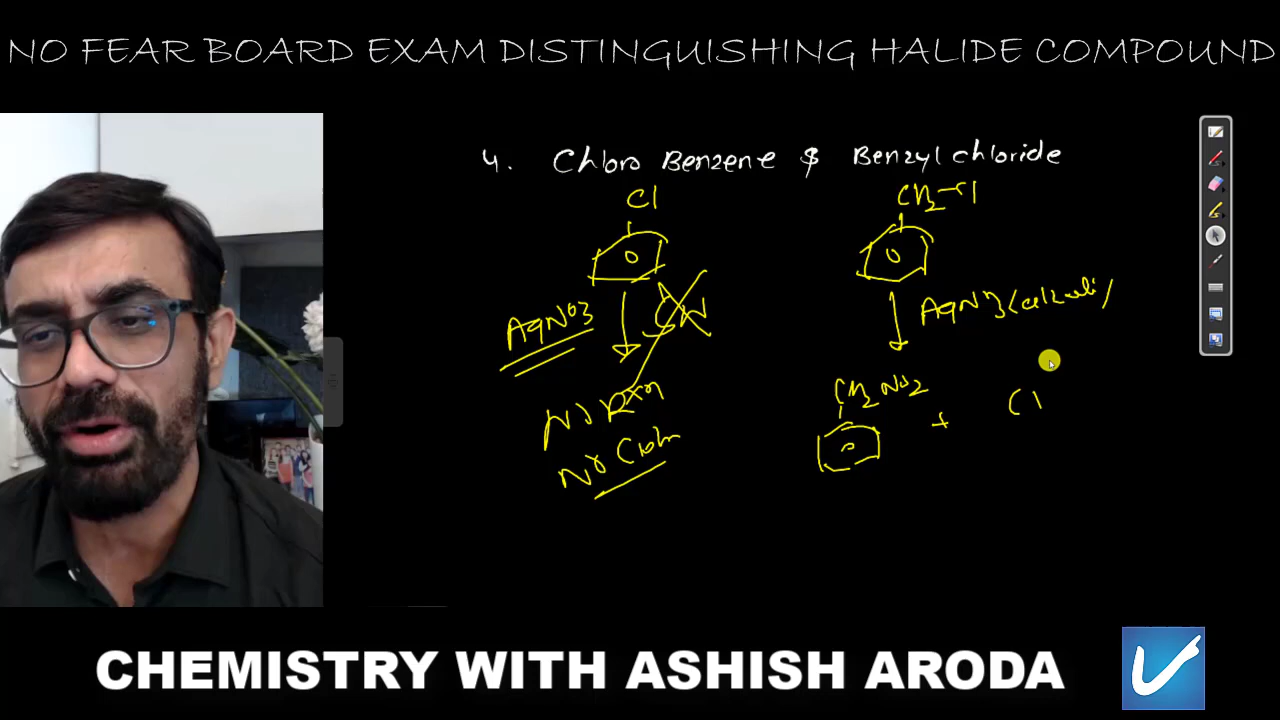 NO FEAR BOARD EXAM DISTINGUISHING HALIDE COMPOUND
4. Chloro Benzene $ Benzyl chloride
Cl
CH2-Cl
AgNO3
AgNO3 (alcoholic)
No Rxn
No Color
CH2NO2
+ Cl
CHEMISTRY WITH ASHISH ARODA